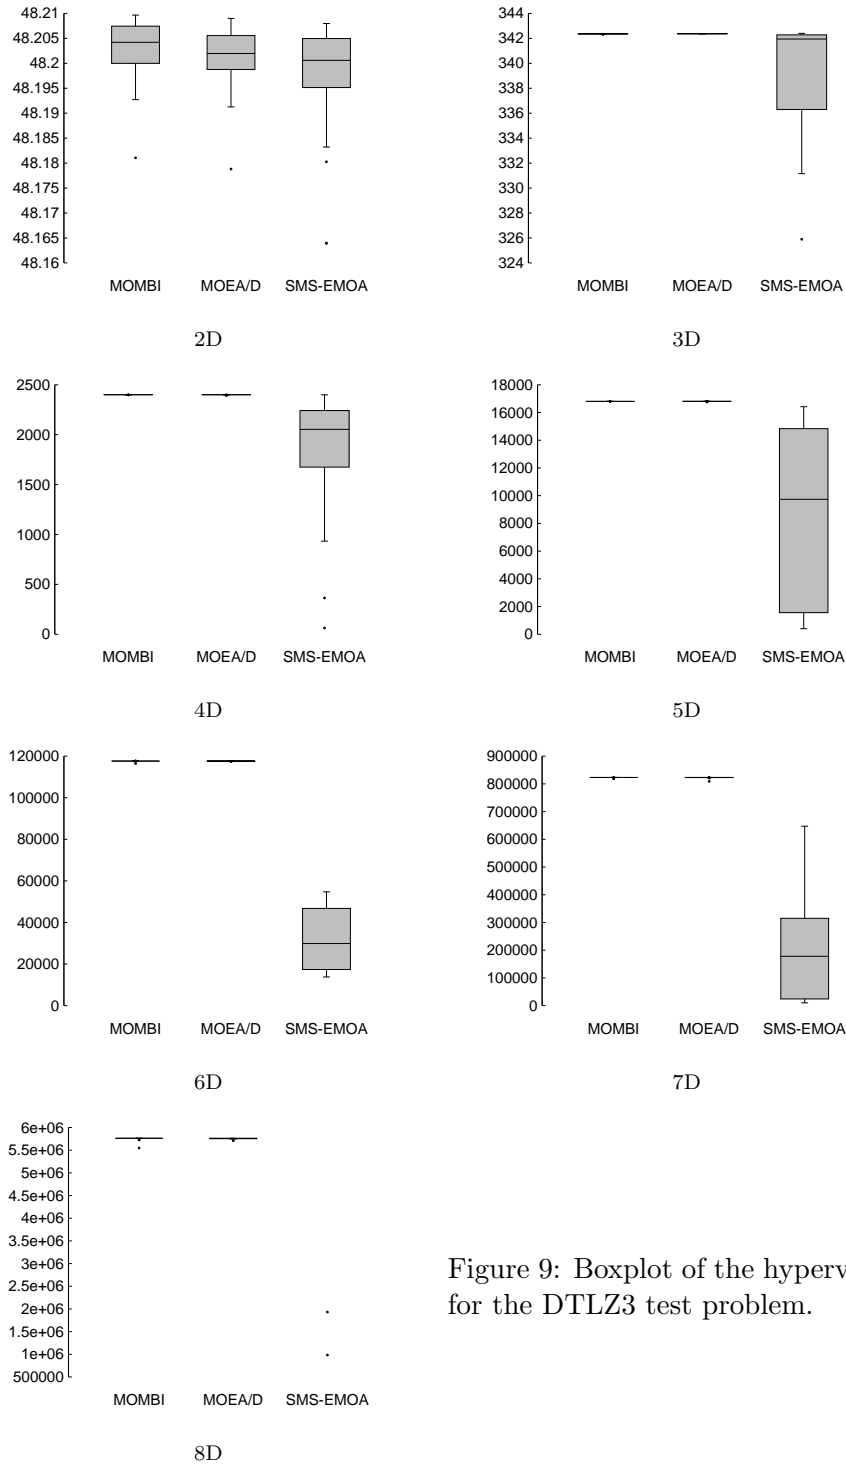 48.21
48.205
48.2
48.195
48.19
48.185
48.18
48.175
48.17
48.165
48.16
MOMBI MOEA/D SMS-EMOA
2D
344
342
340
338
336
334
332
330
328
326
324
MOMBI MOEA/D SMS-EMOA
3D
2500
2000
1500
1000
500
0
MOMBI MOEA/D SMS-EMOA
4D
18000
16000
14000
12000
10000
8000
6000
4000
2000
0
MOMBI MOEA/D SMS-EMOA
5D
120000
100000
80000
60000
40000
20000
0
MOMBI MOEA/D SMS-EMOA
6D
900000
800000
700000
600000
500000
400000
300000
200000
100000
0
MOMBI MOEA/D SMS-EMOA
7D
6e+06
5.5e+06
5e+06
4.5e+06
4e+06
3.5e+06
3e+06
2.5e+06
2e+06
1.5e+06
1e+06
500000
MOMBI MOEA/D SMS-EMOA
8D
Figure 9: Boxplot of the hyperv
for the DTLZ3 test problem.